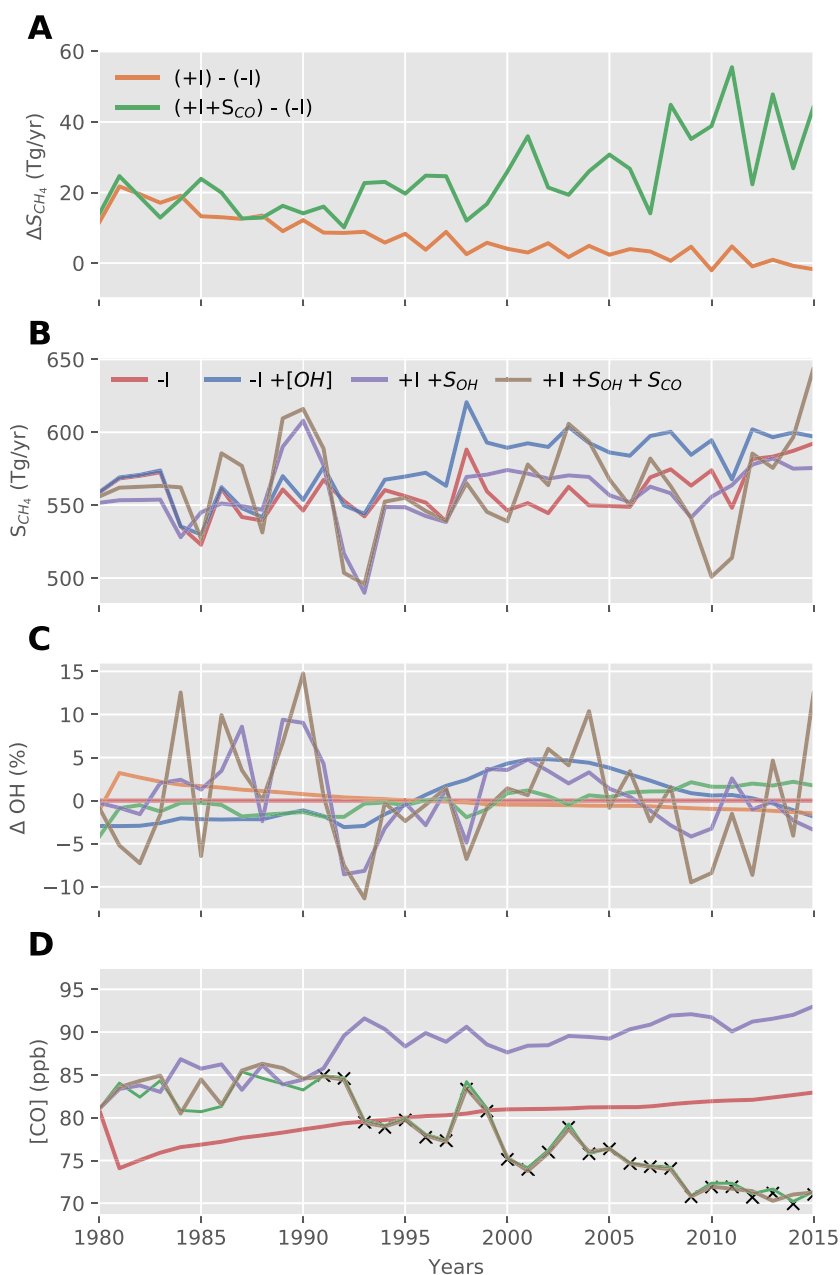 A
60
40
20
0
ΔS_CH₄ (Tg/yr)
(+I) - (-I)
(+I+S_CO) - (-I)
B
650
600
550
500
S_CH₄ (Tg/yr)
-I
-I +[OH]
+I +S_OH
+I +S_OH + S_CO
C
15
10
5
0
−5
−10
Δ OH (%)
D
95
90
85
80
75
70
[CO] (ppb)
1980 1985 1990 1995 2000 2005 2010 2015
Years